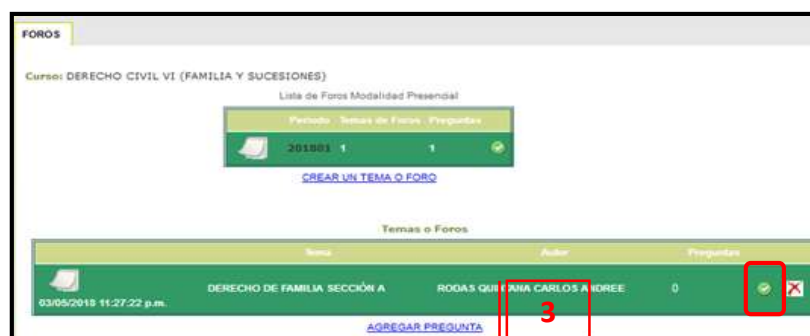 FOROS
Curso: DERECHO CIVIL VI (FAMILIA Y SUCESIONES)
Lista de Foros Modalidad Presencial
Periodo Temas de Foros Preguntas
201801 1 1
CREAR UN TEMA O FORO
Temas o Foros
Tema Autor Preguntas
DERECHO DE FAMILIA SECCIÓN A RODAS CARLOS ANDREE 0
03/05/2018 11:27:22 p.m.
3
AGREGAR PREGUNTA